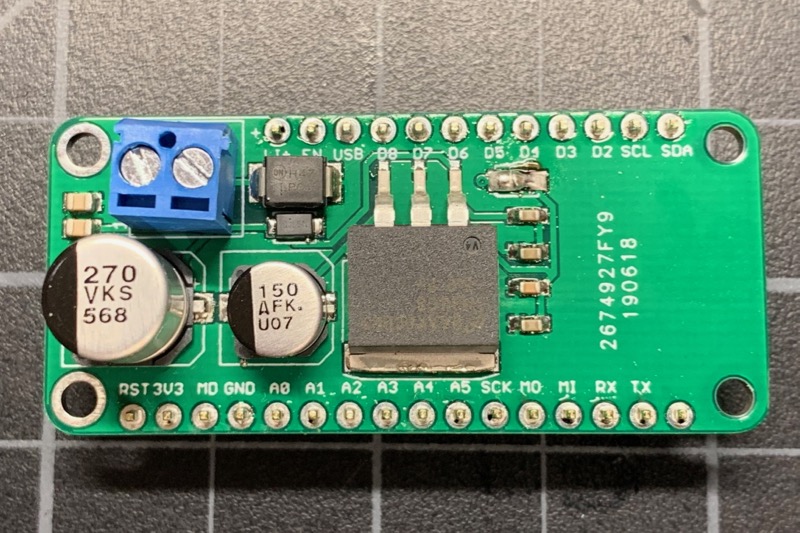 LI+ EN USB D8 D7 D6 D5 D4 D3 D2 SCL SDA
270
VKS
568
150
AFK.
U07
2674927FY9
190618
RST 3V3 MD GND A0 A1 A2 A3 A4 A5 SCK MO MI RX TX